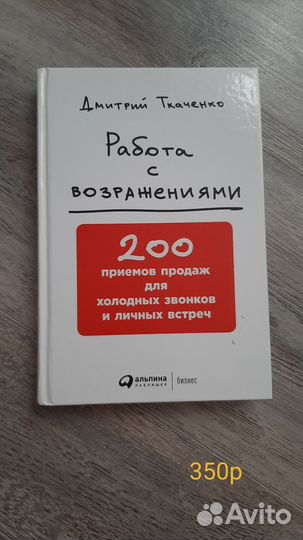 Дмитрий Ткаченко
Работа
с
возражениями
200
приемов продаж
для
холодных звонков
и личных встреч
альпина
паблишер
бизнес
350р
Avito